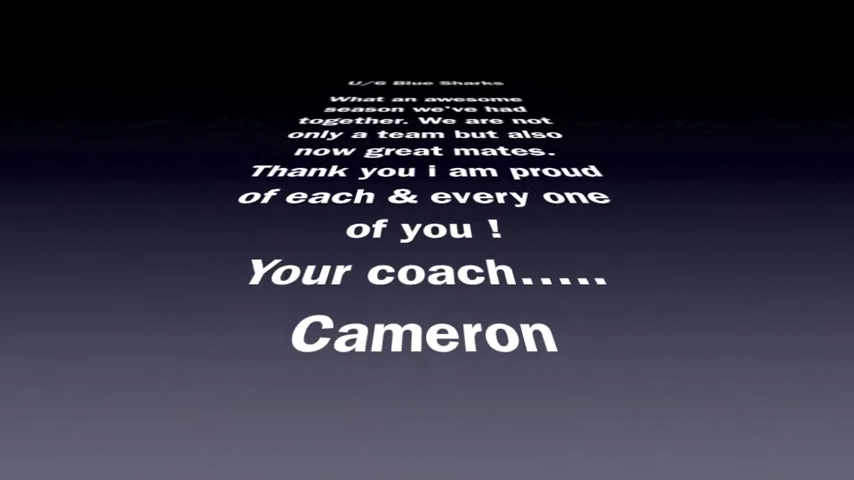 U/6 Blue Sharks
What an awesome
season we've had
together. We are not
only a team but also
now great mates.
Thank you i am proud
of each & every one
of you !
Your coach.....
Cameron